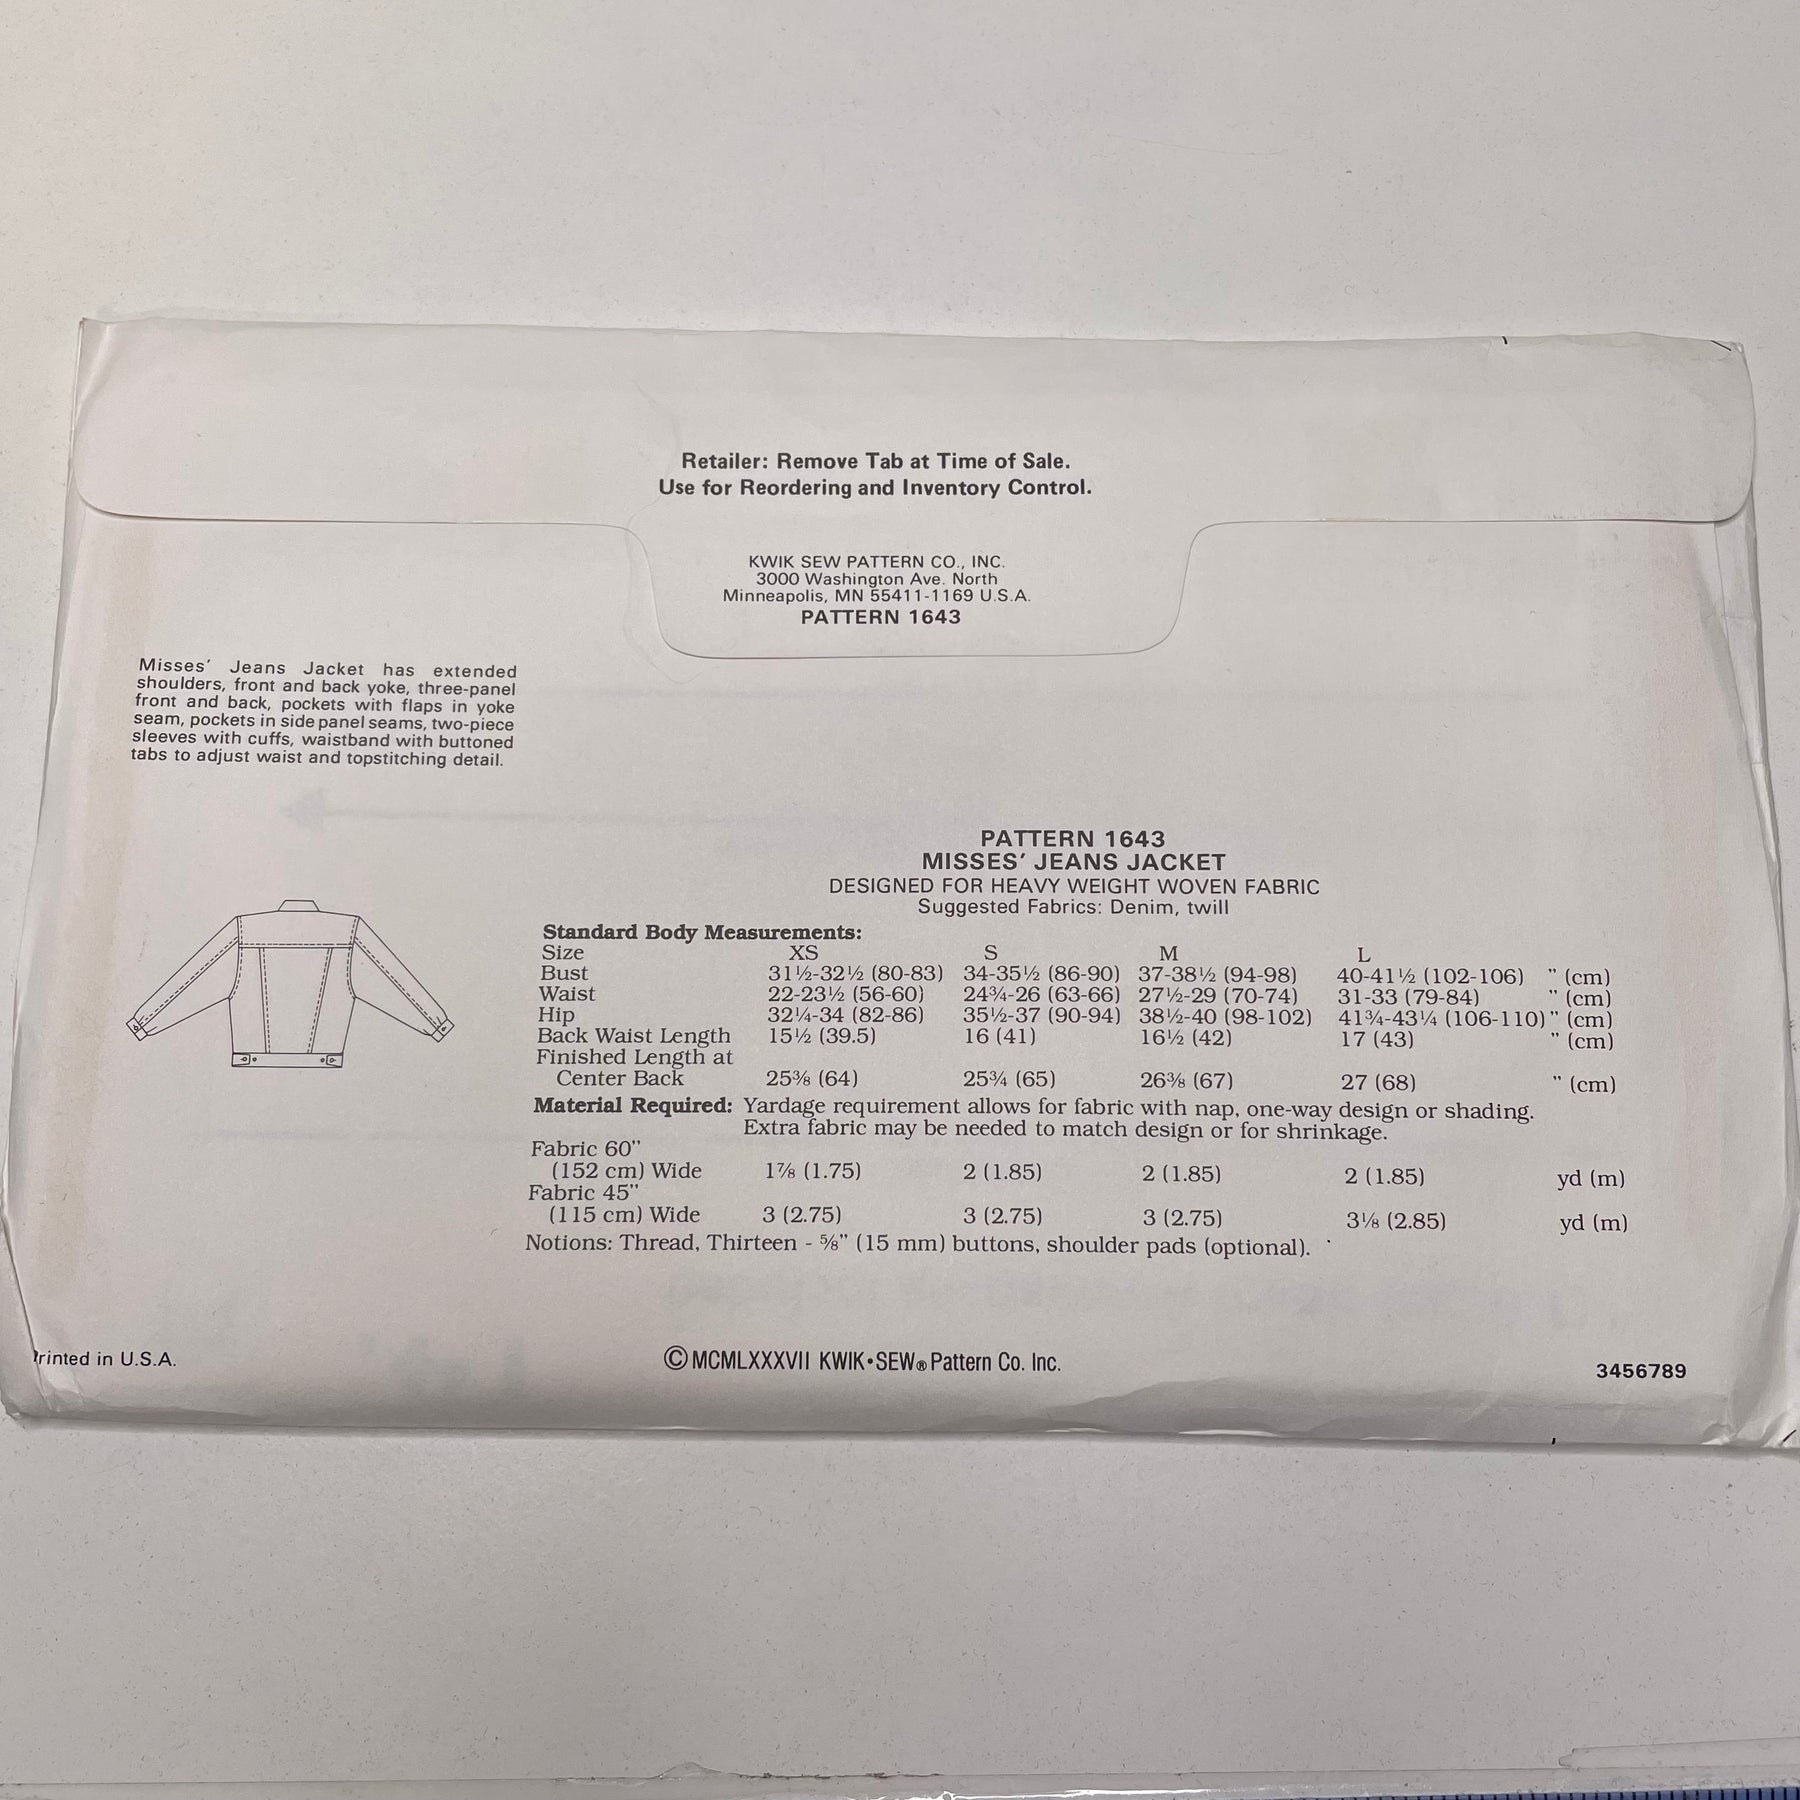 Retailer: Remove Tab at Time of Sale.
Use for Reordering and Inventory Control.
KWIK SEW PATTERN CO., INC.
3000 Washington Ave. North
Minneapolis, MN 55411-1169 U.S.A.
PATTERN 1643
Misses' Jeans Jacket has extended
shoulders, front and back yoke, three-panel
front and back, pockets with flaps in yoke
seam, pockets in side panel seams, two-piece
sleeves with cuffs, waistband with buttoned
tabs to adjust waist and topstitching detail.
PATTERN 1643
MISSES' JEANS JACKET
DESIGNED FOR HEAVY WEIGHT WOVEN FABRIC
Suggested Fabrics: Denim, twill
Standard Body Measurements:
Size XS S M L
Bust 31½-32½ (80-83) 34-35½ (86-90) 37-38½ (94-98) 40-41½ (102-106) " (cm)
Waist 22-23½ (56-60) 24¾-26 (63-66) 27½-29 (70-74) 31-33 (79-84) " (cm)
Hip 32¼-34 (82-86) 35½-37 (90-94) 38½-40 (98-102) 41¾-43¼ (106-110) " (cm)
Back Waist Length 15½ (39.5) 16 (41) 16½ (42) 17 (43) " (cm)
Finished Length at
Center Back 25⅜ (64) 25¾ (65) 26⅜ (67) 27 (68) " (cm)
Material Required: Yardage requirement allows for fabric with nap, one-way design or shading.
Extra fabric may be needed to match design or for shrinkage.
Fabric 60"
(152 cm) Wide 1⅞ (1.75) 2 (1.85) 2 (1.85) 2 (1.85) yd (m)
Fabric 45"
(115 cm) Wide 3 (2.75) 3 (2.75) 3 (2.75) 3⅛ (2.85) yd (m)
Notions: Thread, Thirteen - ⅝" (15 mm) buttons, shoulder pads (optional).
Printed in U.S.A.
© MCMLXXXVII KWIK•SEW® Pattern Co. Inc.
3456789